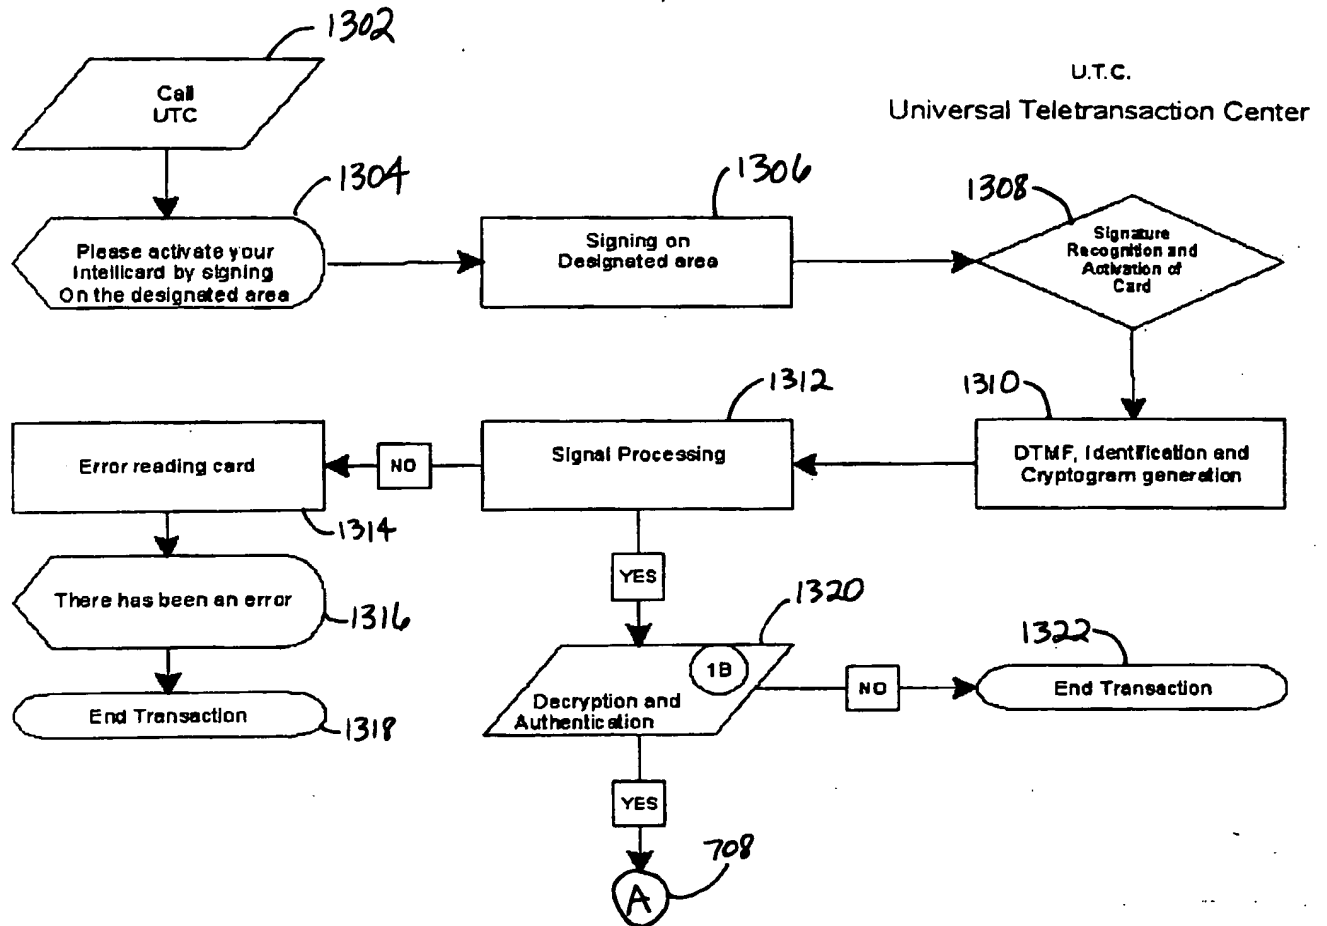 1302
Call
UTC
U.T.C.
Universal Teletransaction Center
1304
Please activate your
Intellicard by signing
On the designated area
1306
Signing on
Designated area
1308
Signature
Recognition and
Activation of
Card
1310
DTMF, Identification and
Cryptogram generation
1312
Signal Processing
NO
Error reading card
1314
There has been an error
1316
End Transaction
1318
YES
1320
1B
Decryption and
Authentication
NO
1322
End Transaction
YES
708
A